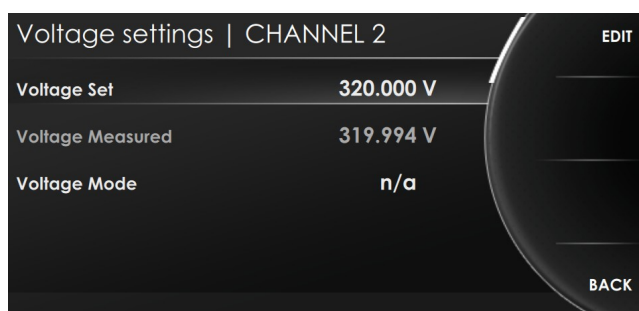 Voltage settings | CHANNEL 2
EDIT
Voltage Set 320.000 V
Voltage Measured 319.994 V
Voltage Mode n/a
BACK